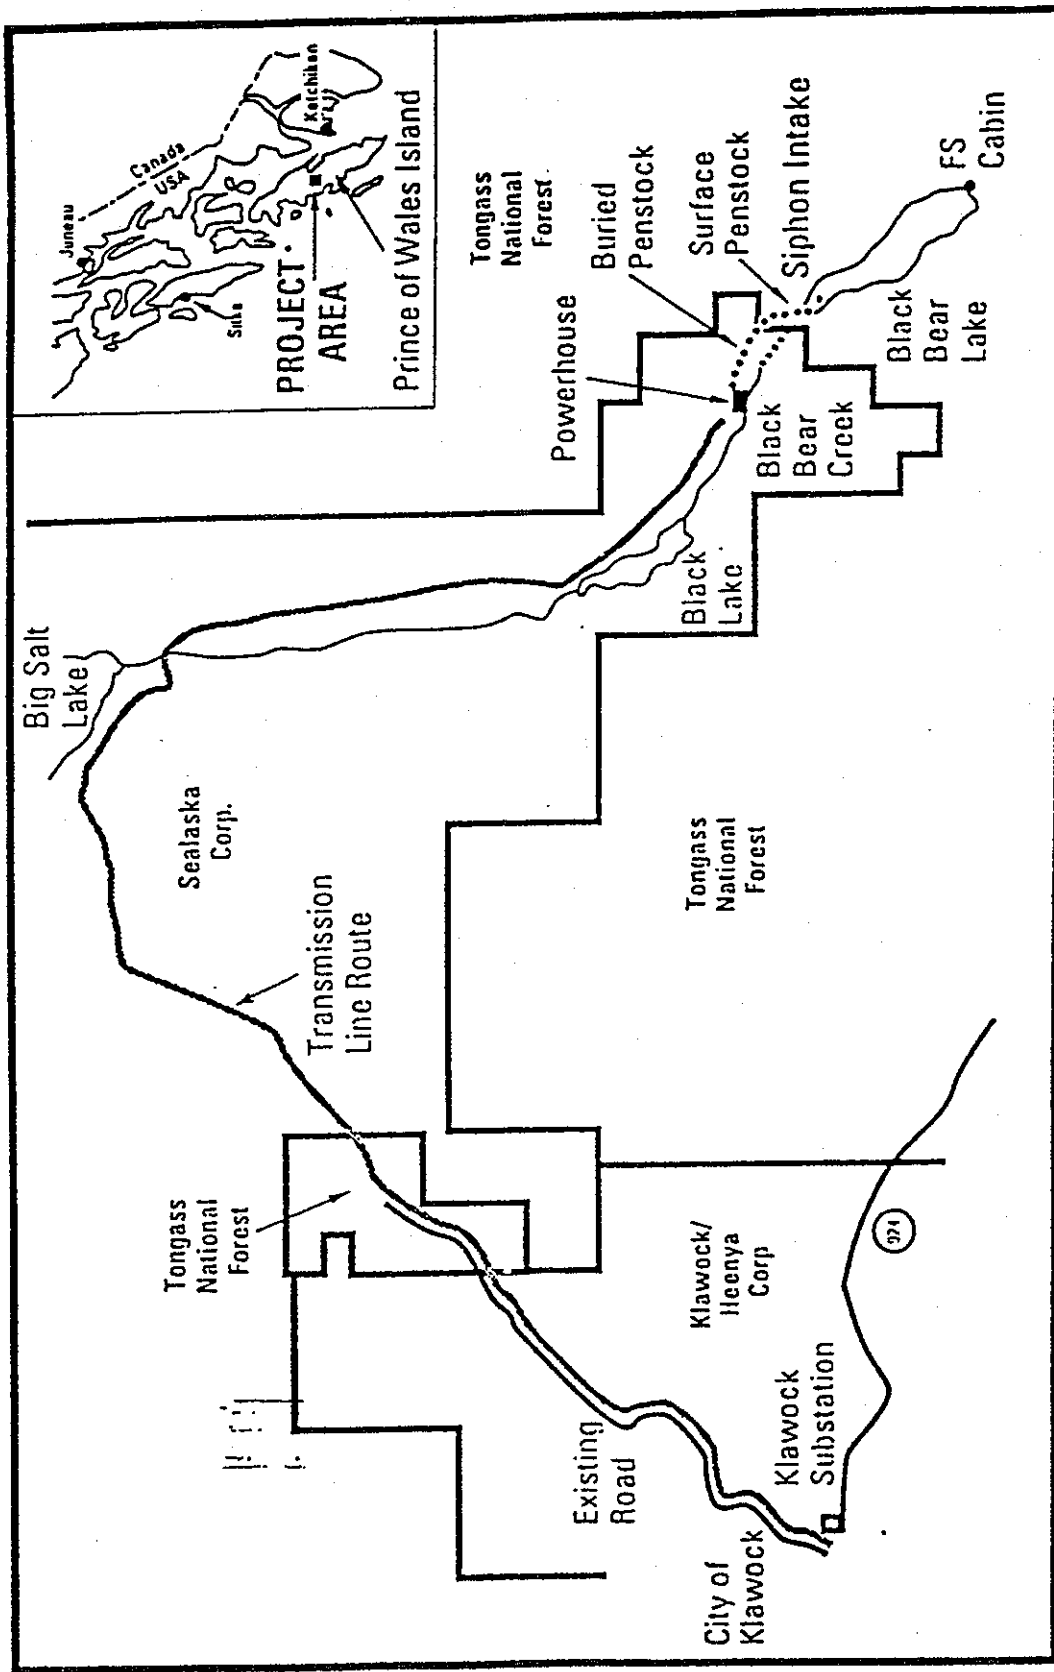 Juneau
Canada
USA
Sitka
Ketchikan
PROJECT
AREA
Prince of Wales Island
Big Salt
Lake
Tongass
National
Forest
Powerhouse
Buried
Penstock
Surface
Penstock
Siphon Intake
FS
Cabin
Black
Bear
Lake
Black
Bear
Creek
Black
Lake
Sealaska
Corp.
Transmission
Line Route
Tongass
National
Forest
Tongass
National
Forest
Existing
Road
Klawock/
Heenya
Corp
924
Klawock
Substation
City of
Klawock